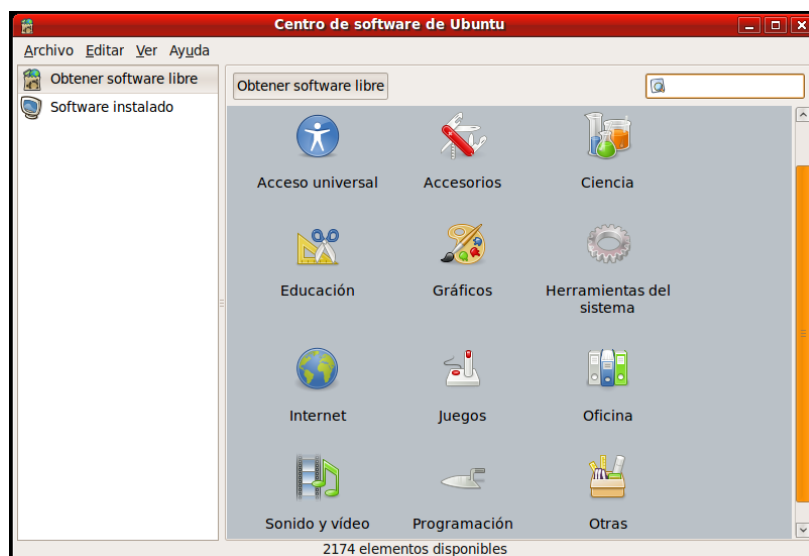 Centro de software de Ubuntu
Archivo Editar Ver Ayuda
Obtener software libre
Software instalado
Obtener software libre
Acceso universal Accesorios Ciencia
Educación Gráficos Herramientas del
sistema
Internet Juegos Oficina
Sonido y vídeo Programación Otras
2174 elementos disponibles